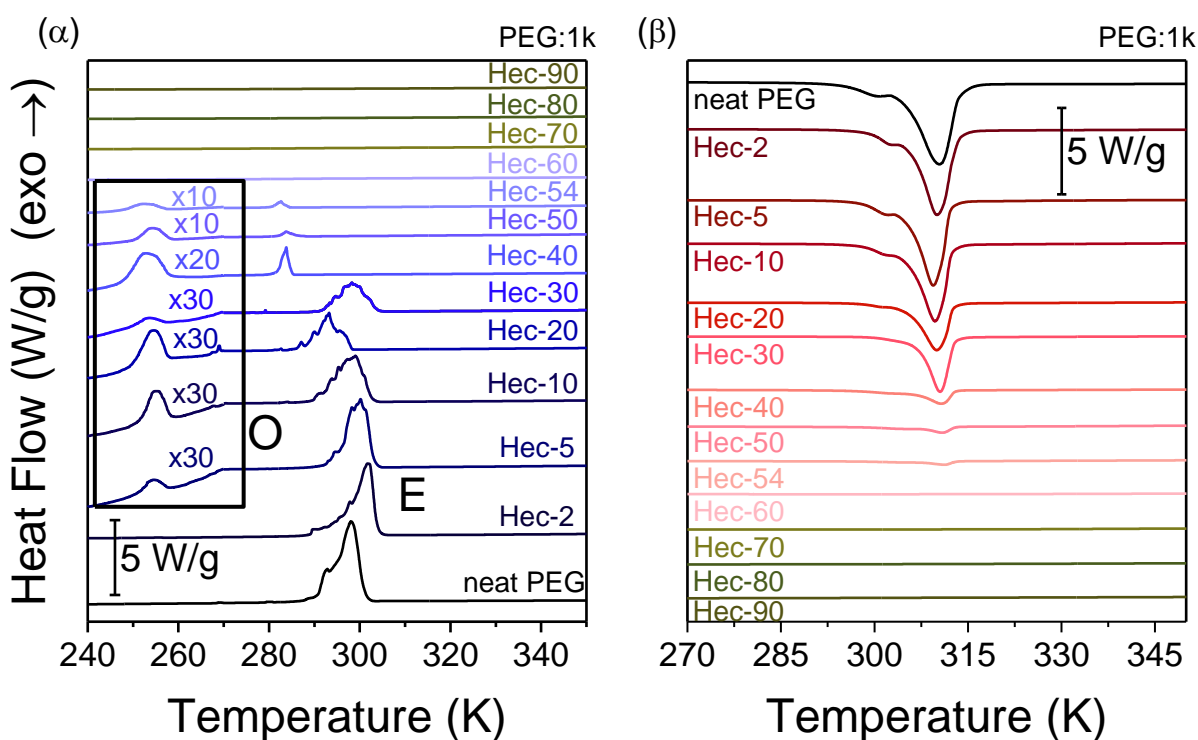 (α)
PEG:1k
Heat Flow (W/g) (exo →)
Hec-90
Hec-80
Hec-70
Hec-60
x10
Hec-54
x10
Hec-50
x20
Hec-40
x30
Hec-30
x30
Hec-20
x30
Hec-10
O
x30
Hec-5
E
Hec-2
5 W/g
neat PEG
240 260 280 300 320 340
Temperature (K)
(β)
PEG:1k
neat PEG
5 W/g
Hec-2
Hec-5
Hec-10
Hec-20
Hec-30
Hec-40
Hec-50
Hec-54
Hec-60
Hec-70
Hec-80
Hec-90
270 285 300 315 330 345
Temperature (K)